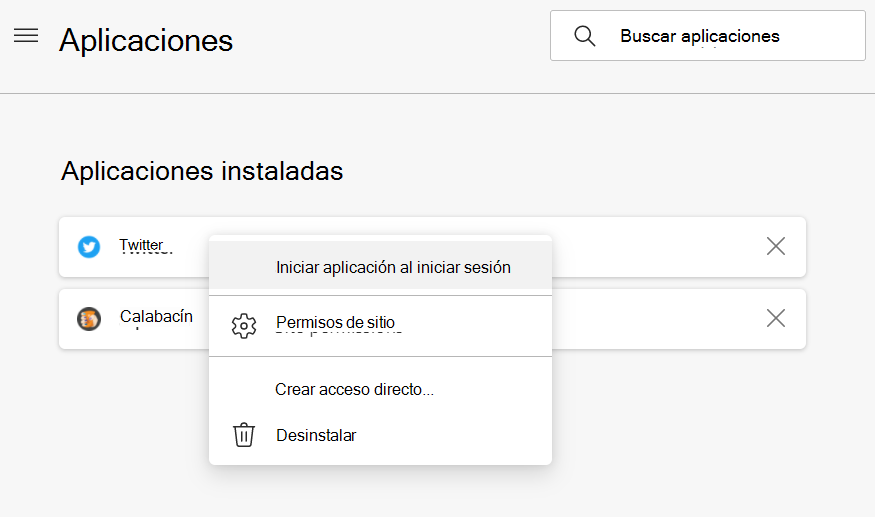 Aplicaciones
Buscar aplicaciones
Aplicaciones instaladas
Twitter
Iniciar aplicación al iniciar sesión
Calabacín
Permisos de sitio
Crear acceso directo...
Desinstalar